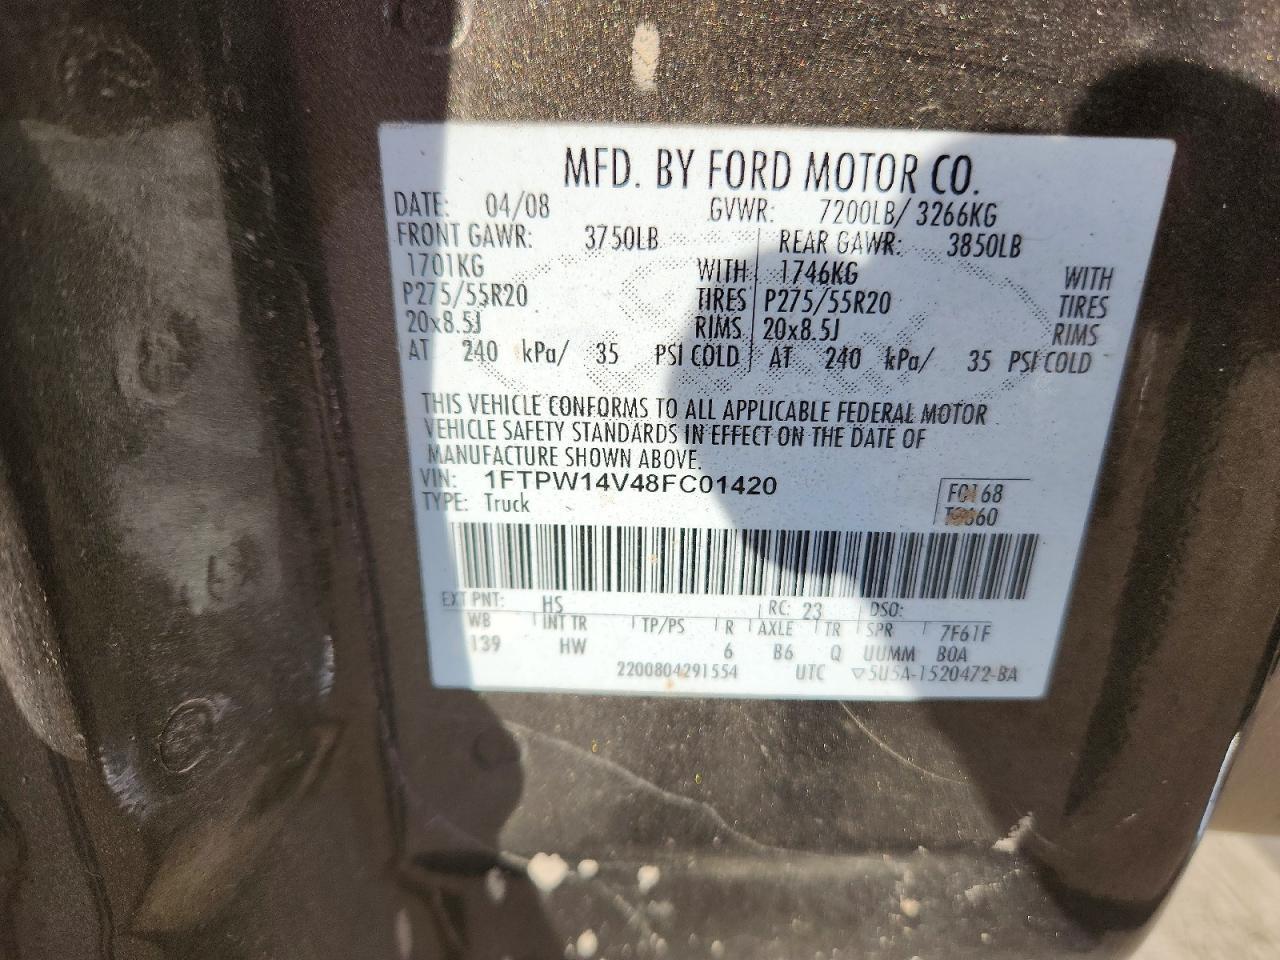 MFD. BY FORD MOTOR CO.
DATE: 04/08 GVWR: 7200LB/ 3266KG
FRONT GAWR: 3750LB REAR GAWR: 3850LB
1701KG WITH 1746KG WITH
P275/55R20 TIRES P275/55R20 TIRES
20x8.5J RIMS 20x8.5J RIMS
AT 240 kPa/ 35 PSI COLD AT 240 kPa/ 35 PSI COLD
THIS VEHICLE CONFORMS TO ALL APPLICABLE FEDERAL MOTOR
VEHICLE SAFETY STANDARDS IN EFFECT ON THE DATE OF
MANUFACTURE SHOWN ABOVE.
VIN: 1FTPW14V48FC01420
TYPE: Truck
F0168
EXT PNT: HS RC: 23 DSO:
WB INT TR TP/PS R AXLE TR SPR 7F61F
139 HW 6 B6 Q UUMM BOA
2200804291554 UTC ▽5U5A-1520472-BA